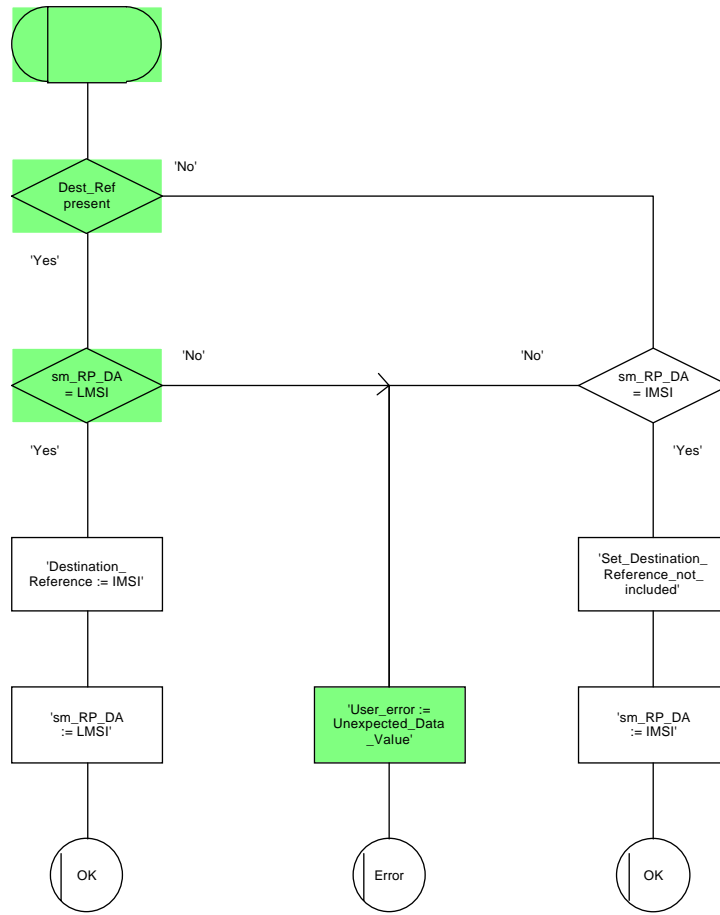 'No'
Dest_Ref
present
'Yes'
'No'
'No'
sm_RP_DA
= LMSI
sm_RP_DA
= IMSI
'Yes'
'Yes'
'Destination_
Reference := IMSI'
'Set_Destination_
Reference_not_
included'
'sm_RP_DA
:= LMSI'
'User_error :=
Unexpected_Data
_Value'
'sm_RP_DA
:= IMSI'
OK
Error
OK